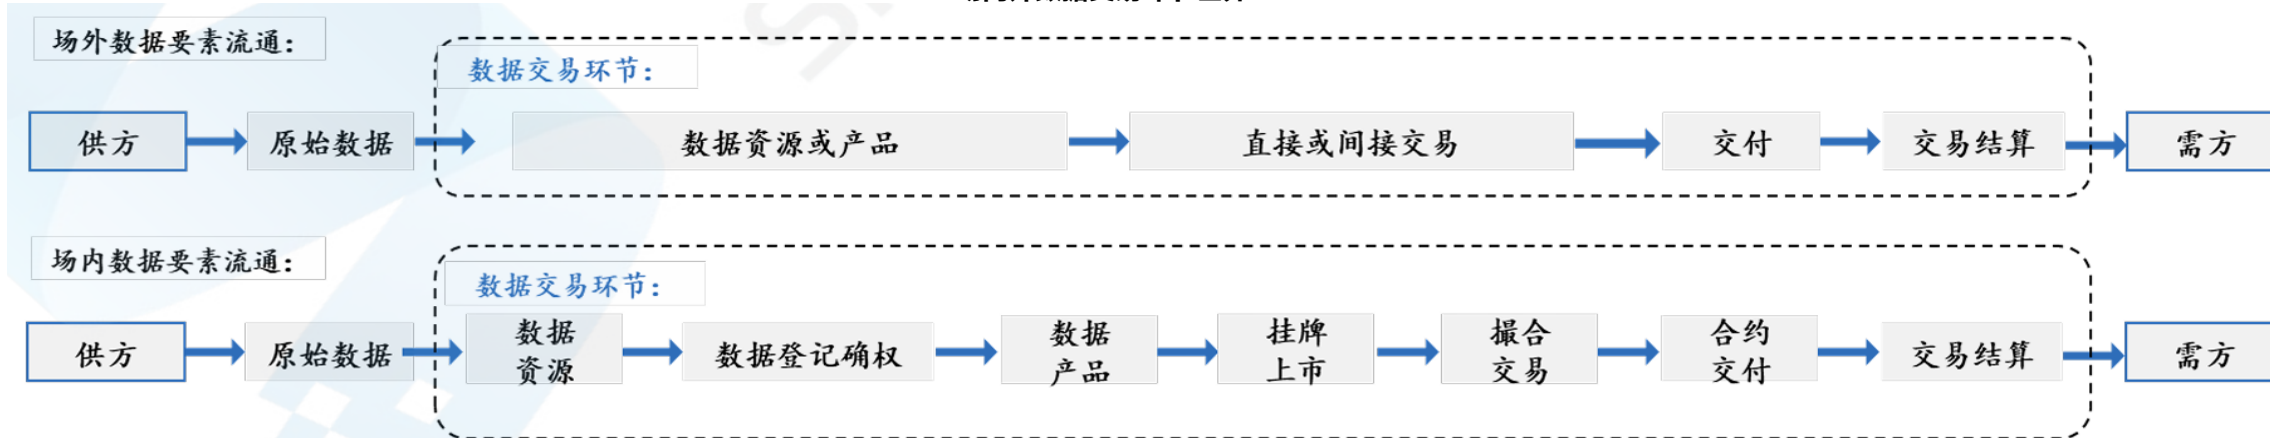 场外数据要素流通：
数据交易环节：
供方 原始数据 数据资源或产品 直接或间接交易 交付 交易结算 需方
场内数据要素流通：
数据交易环节：
供方 原始数据 数据资源 数据登记确权 数据产品 挂牌上市 撮合交易 合约交付 交易结算 需方